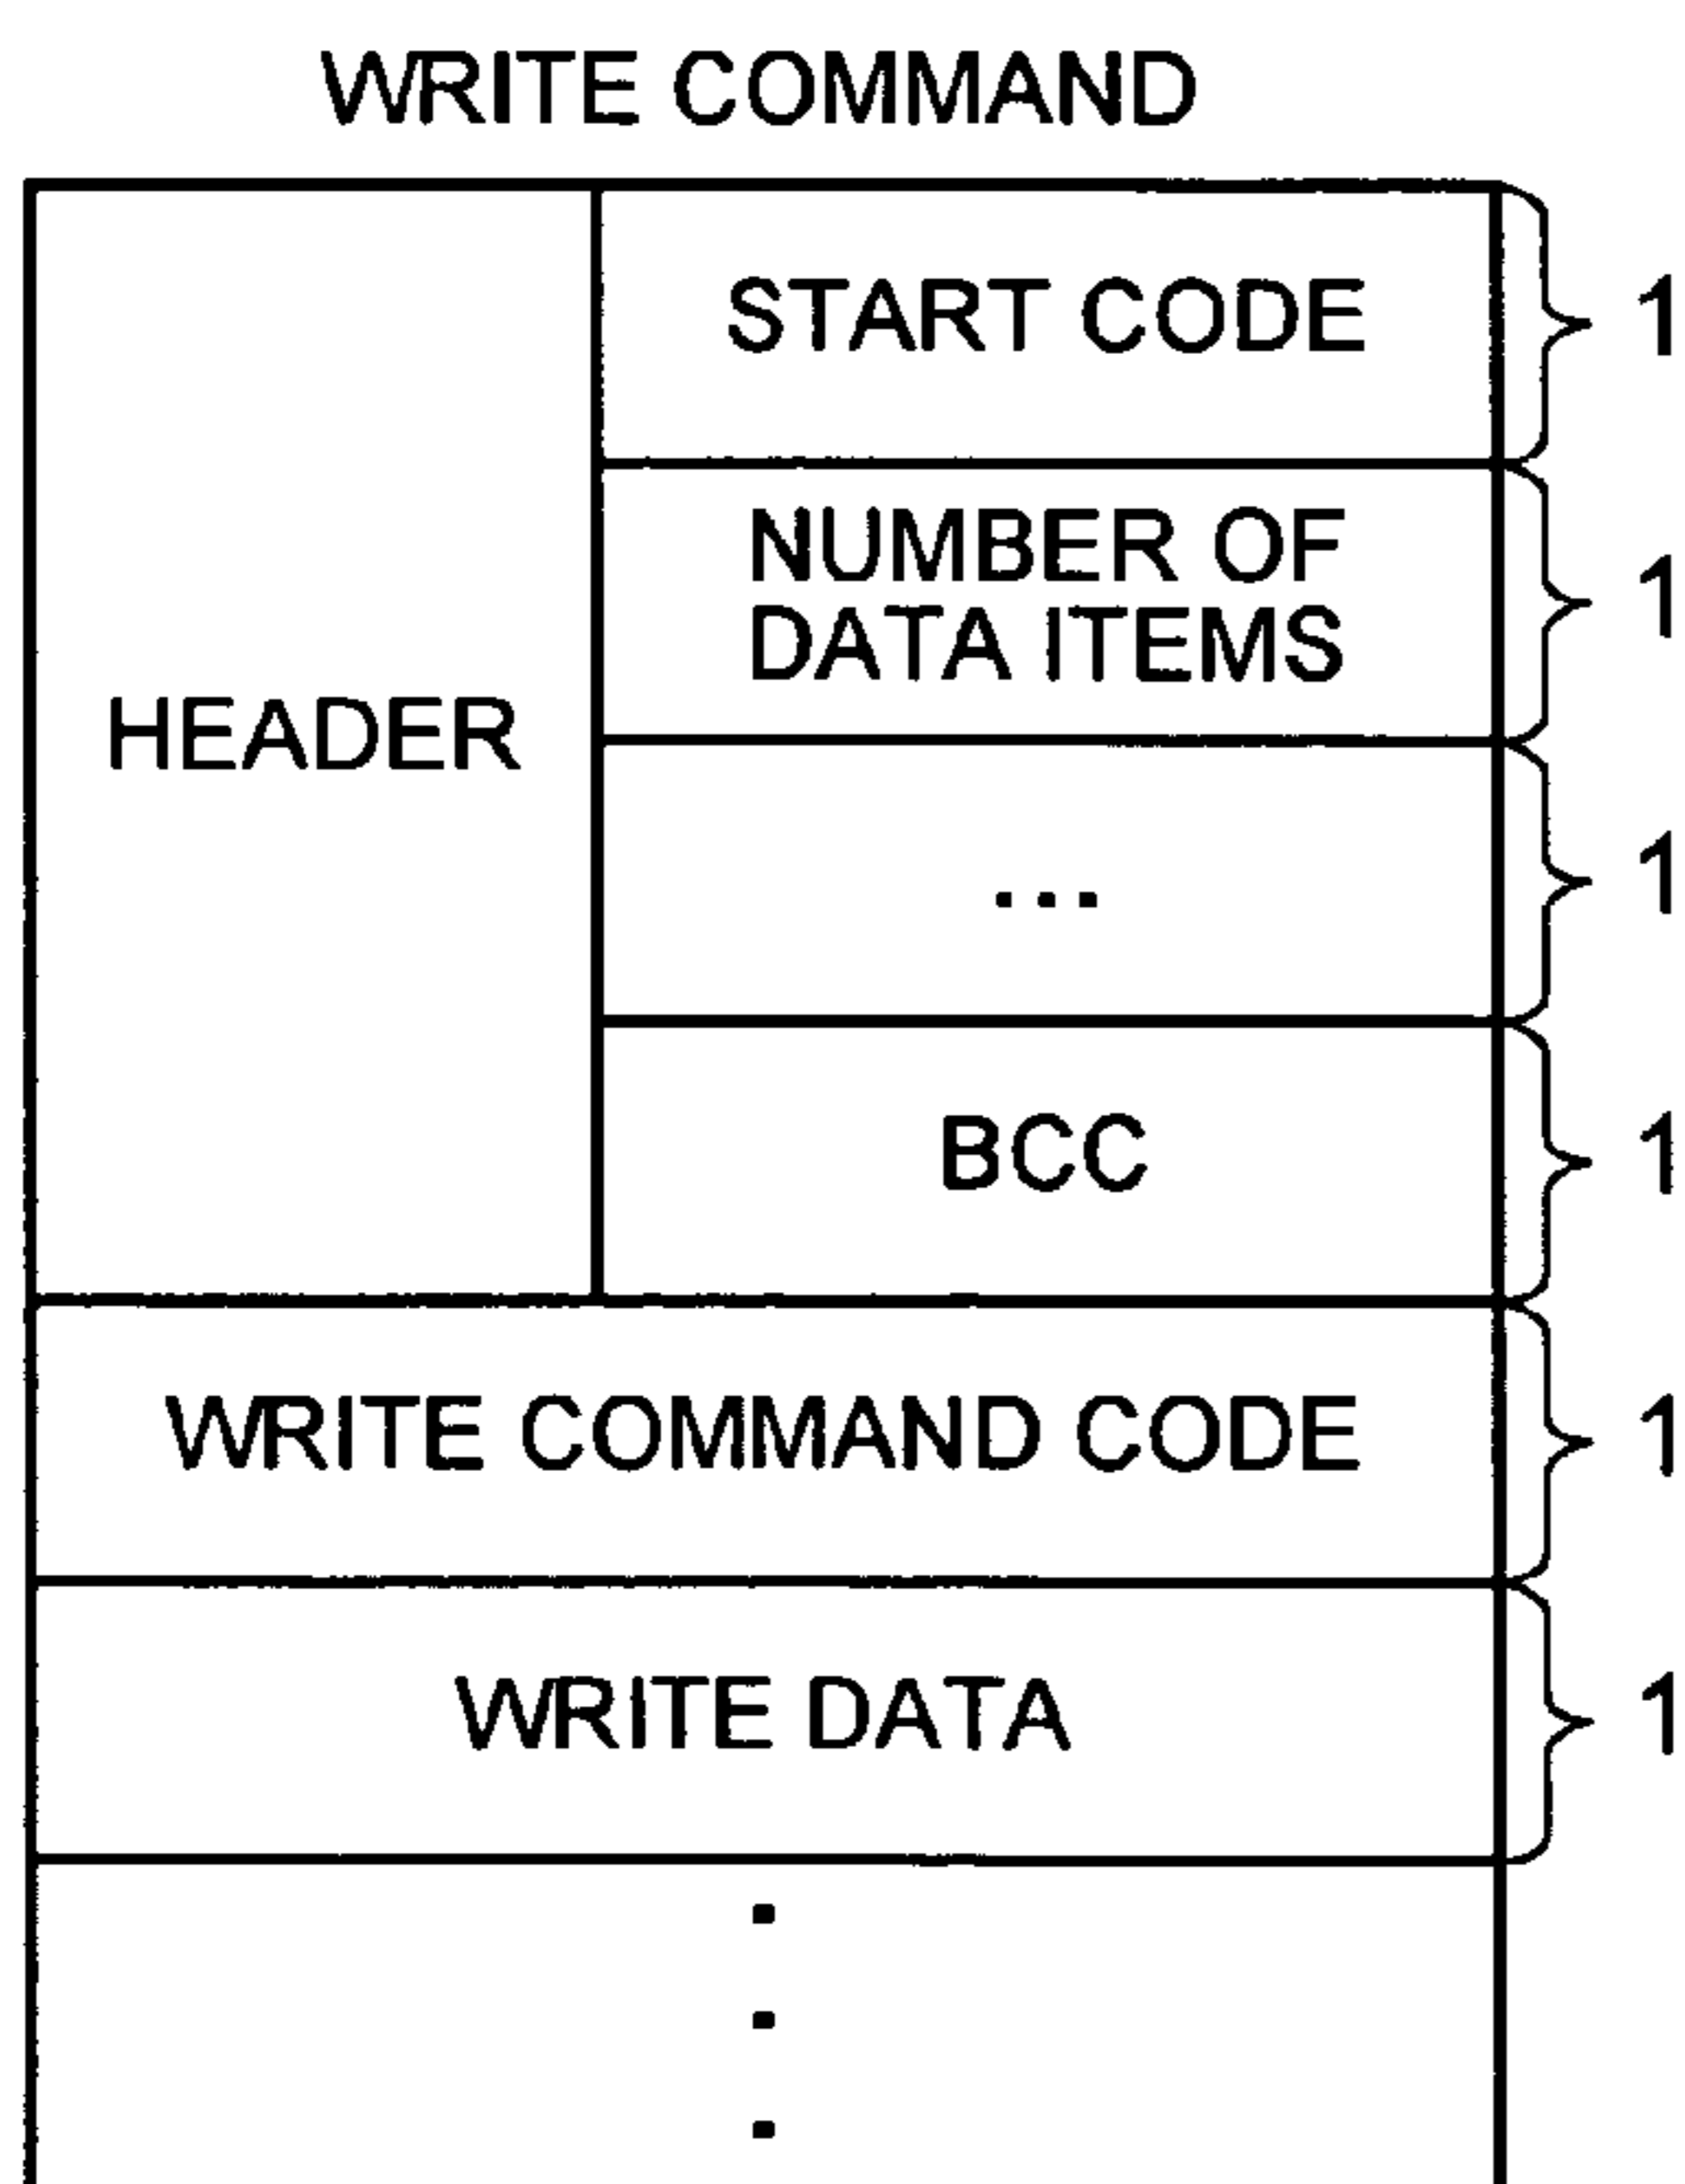 WRITE COMMAND
START CODE
1
NUMBER OF
DATA ITEMS
1
HEADER
...
1
BCC
1
WRITE COMMAND CODE
1
WRITE DATA
1
.
.
.